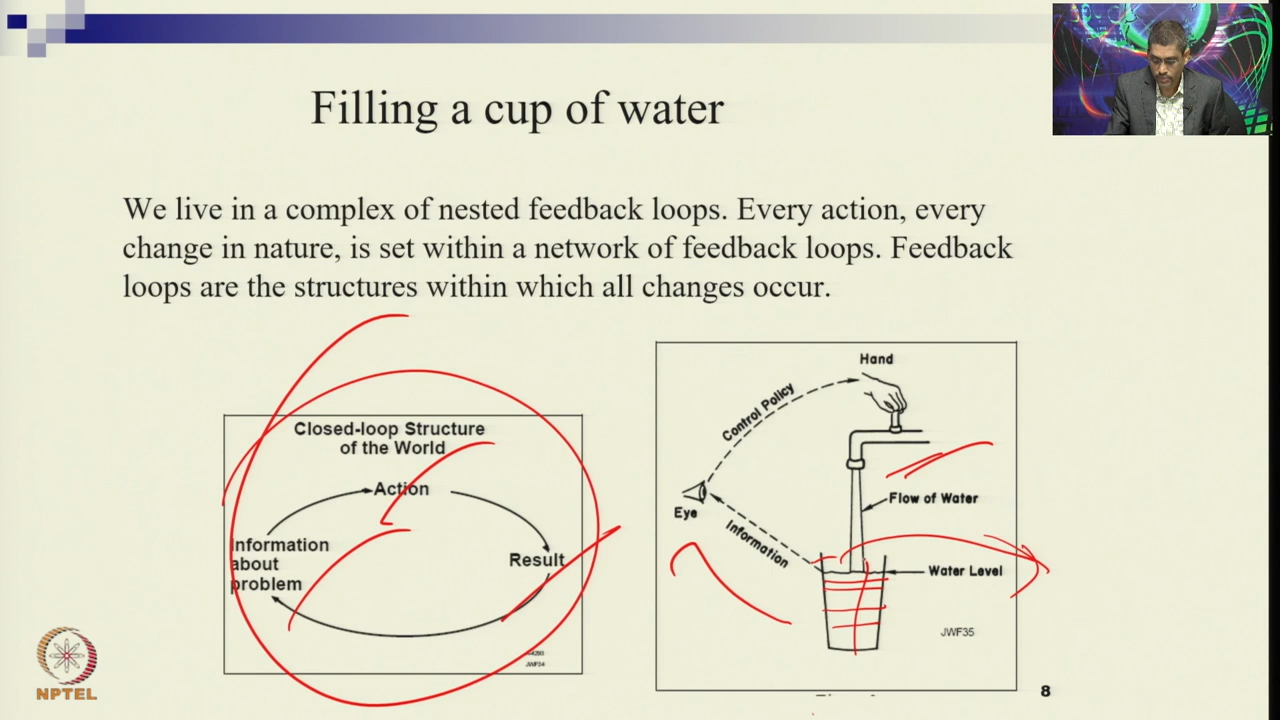 Filling a cup of water
We live in a complex of nested feedback loops. Every action, every
change in nature, is set within a network of feedback loops. Feedback
loops are the structures within which all changes occur.
Closed-loop Structure
of the World
Action
Information
about
problem
Result
JWF34
Hand
Control Policy
Eye
Information
Flow of Water
Water Level
JWF35
NPTEL
8